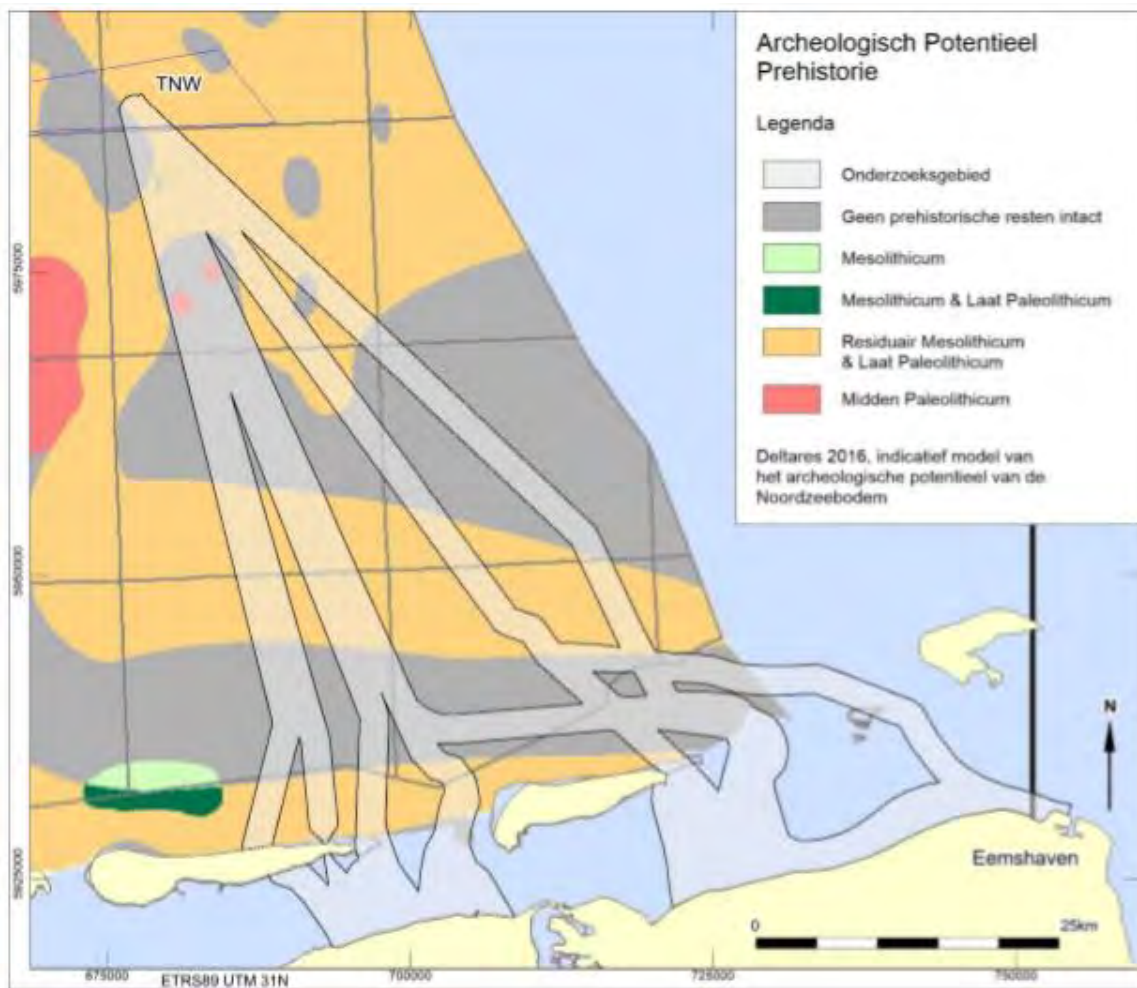 Archeologisch Potentieel
Prehistorie
Legenda
Onderzoeksgebied
Geen prehistorische resten intact
Mesolithicum
Mesolithicum & Laat Paleolithicum
Residuair Mesolithicum
& Laat Paleolithicum
Midden Paleolithicum
Deltares 2016, indicatief model van
het archeologische potentieel van de
Noordzeebodem
TNW
5975000
5950000
5925000
N
Eemshaven
0 25km
675000 700000 725000 750000
ETRS89 UTM 31N